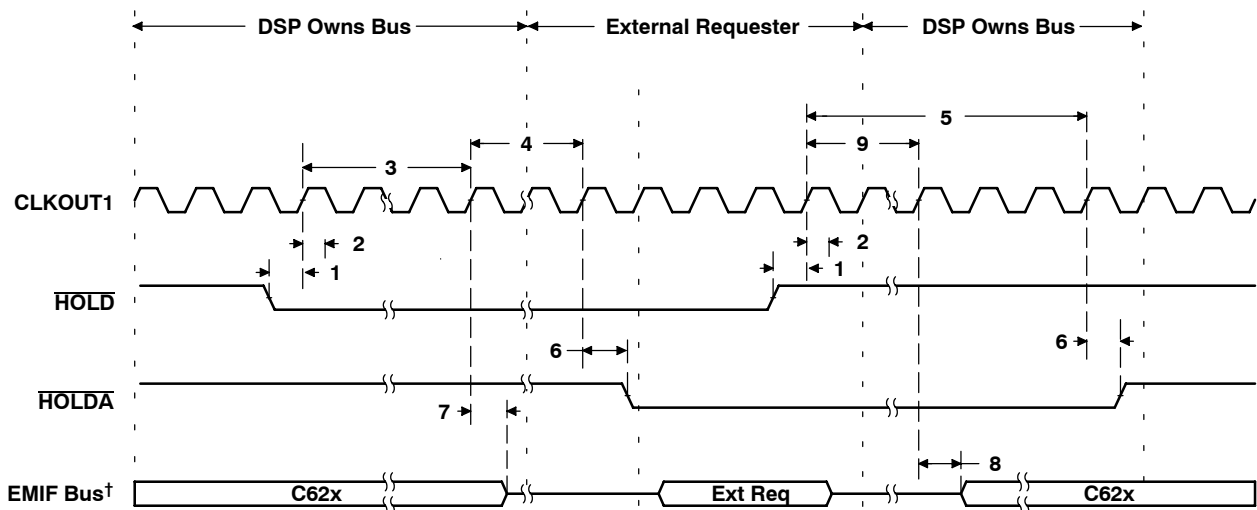 DSP Owns Bus External Requester DSP Owns Bus
5
4 9
3
CLKOUT1
2 2
1 1
HOLD
6 6
HOLDA
7
8
EMIF Bus† C62x Ext Req C62x